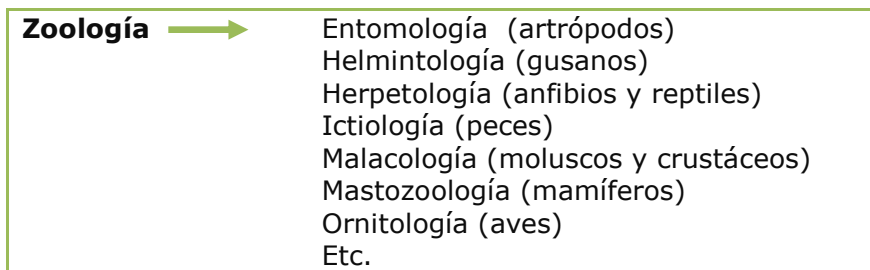 Zoología Entomología (artrópodos)
Helmintología (gusanos)
Herpetología (anfibios y reptiles)
Ictiología (peces)
Malacología (moluscos y crustáceos)
Mastozoología (mamíferos)
Ornitología (aves)
Etc.